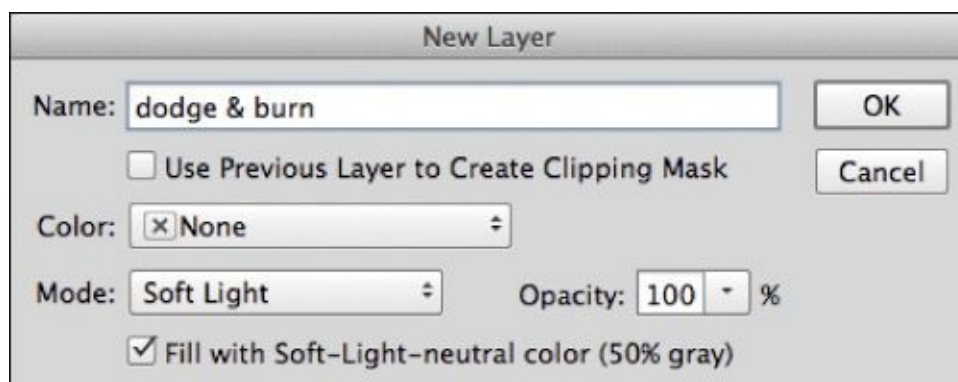 New Layer
Name: dodge & burn
OK
Use Previous Layer to Create Clipping Mask
Cancel
Color: None
Mode: Soft Light Opacity: 100 %
Fill with Soft-Light-neutral color (50% gray)